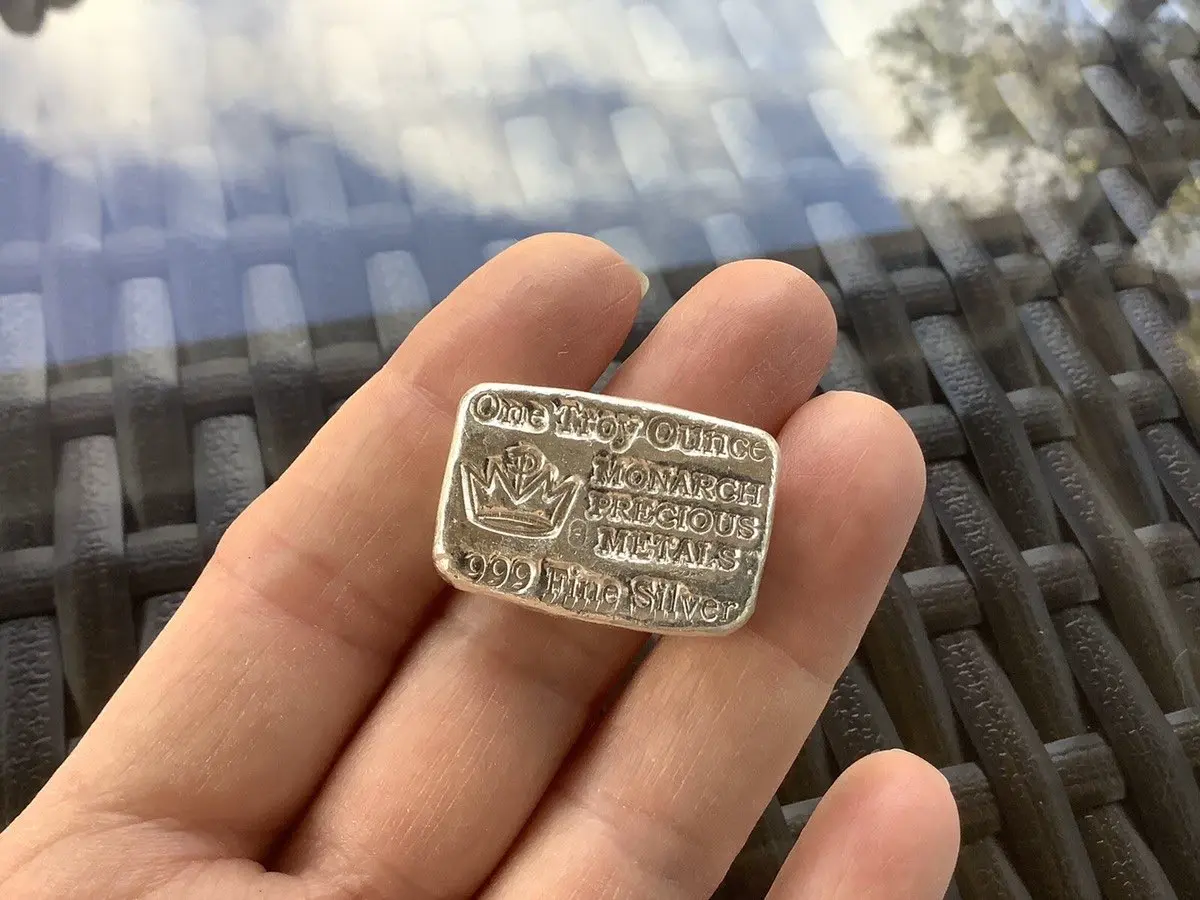 One Troy Ounce
MONARCH
PRECIOUS
METALS
999 Fine Silver